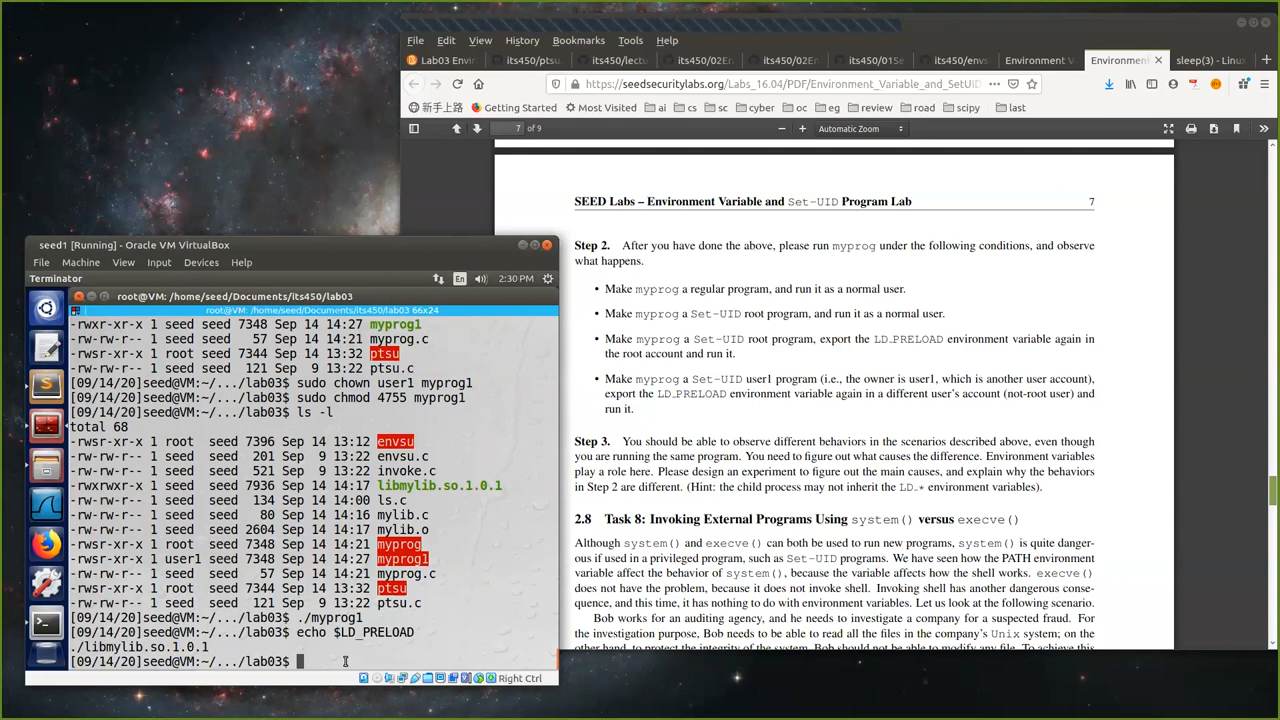 File Edit View History Bookmarks Tools Help
Lab03 Envir its450/ptsu. its450/lectu its450/02En its450/02En its450/01Se its450/envs Environment V Environment sleep(3) - Linux
https://seedsecuritylabs.org/Labs_16.04/PDF/Environment_Variable_and_SetUID
新手上路 Getting Started Most Visited ai cs sc cyber oc eg review road scipy last
7 of 9 Automatic Zoom
SEED Labs – Environment Variable and Set-UID Program Lab 7
Step 2. After you have done the above, please run myprog under the following conditions, and observe
what happens.
• Make myprog a regular program, and run it as a normal user.
• Make myprog a Set-UID root program, and run it as a normal user.
• Make myprog a Set-UID root program, export the LD_PRELOAD environment variable again in
the root account and run it.
• Make myprog a Set-UID user1 program (i.e., the owner is user1, which is another user account),
export the LD_PRELOAD environment variable again in a different user's account (not-root user) and
run it.
Step 3. You should be able to observe different behaviors in the scenarios described above, even though
you are running the same program. You need to figure out what causes the difference. Environment variables
play a role here. Please design an experiment to figure out the main causes, and explain why the behaviors
in Step 2 are different. (Hint: the child process may not inherit the LD_* environment variables).
2.8 Task 8: Invoking External Programs Using system() versus execve()
Although system() and execve() can both be used to run new programs, system() is quite danger-
ous if used in a privileged program, such as Set-UID programs. We have seen how the PATH environment
variable affect the behavior of system(), because the variable affects how the shell works. execve()
does not have the problem, because it does not invoke shell. Invoking shell has another dangerous conse-
quence, and this time, it has nothing to do with environment variables. Let us look at the following scenario.
Bob works for an auditing agency, and he needs to investigate a company for a suspected fraud. For
the investigation purpose, Bob needs to be able to read all the files in the company's Unix system; on the
other hand, to protect the integrity of the system, Bob should not be able to modify any file. To achieve this
seed1 [Running] - Oracle VM VirtualBox
File Machine View Input Devices Help
Terminator En 2:30 PM
root@VM: /home/seed/Documents/its450/lab03
root@VM: /home/seed/Documents/its450/lab03 66x24
-rwxr-xr-x 1 seed seed 7348 Sep 14 14:27 myprog1
-rw-rw-r-- 1 seed seed 57 Sep 14 14:21 myprog.c
-rwsr-xr-x 1 root seed 7344 Sep 14 13:32 ptsu
-rw-rw-r-- 1 seed seed 121 Sep 9 13:22 ptsu.c
[09/14/20]seed@VM:~/.../lab03$ sudo chown user1 myprog1
[09/14/20]seed@VM:~/.../lab03$ sudo chmod 4755 myprog1
[09/14/20]seed@VM:~/.../lab03$ ls -l
total 68
-rwsr-xr-x 1 root seed 7396 Sep 14 13:12 envsu
-rw-rw-r-- 1 seed seed 201 Sep 9 13:22 envsu.c
-rw-rw-r-- 1 seed seed 521 Sep 9 13:22 invoke.c
-rwxrwxr-x 1 seed seed 7936 Sep 14 14:17 libmylib.so.1.0.1
-rw-rw-r-- 1 seed seed 134 Sep 14 14:00 ls.c
-rw-rw-r-- 1 seed seed 80 Sep 14 14:16 mylib.c
-rw-rw-r-- 1 seed seed 2604 Sep 14 14:17 mylib.o
-rwsr-xr-x 1 root seed 7348 Sep 14 14:21 myprog
-rwsr-xr-x 1 user1 seed 7348 Sep 14 14:27 myprog1
-rw-rw-r-- 1 seed seed 57 Sep 14 14:21 myprog.c
-rwsr-xr-x 1 root seed 7344 Sep 14 13:32 ptsu
-rw-rw-r-- 1 seed seed 121 Sep 9 13:22 ptsu.c
[09/14/20]seed@VM:~/.../lab03$ ./myprog1
[09/14/20]seed@VM:~/.../lab03$ echo $LD_PRELOAD
./libmylib.so.1.0.1
[09/14/20]seed@VM:~/.../lab03$
Right Ctrl